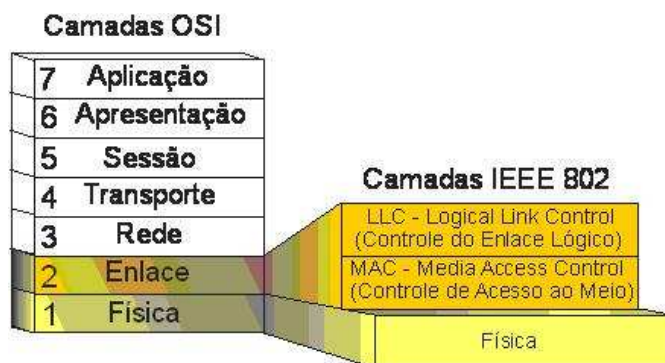 Camadas OSI
7 Aplicação
6 Apresentação
5 Sessão
4 Transporte
3 Rede
2 Enlace
1 Física
Camadas IEEE 802
LLC - Logical Link Control
(Controle do Enlace Lógico)
MAC - Media Access Control
(Controle de Acesso ao Meio)
Física